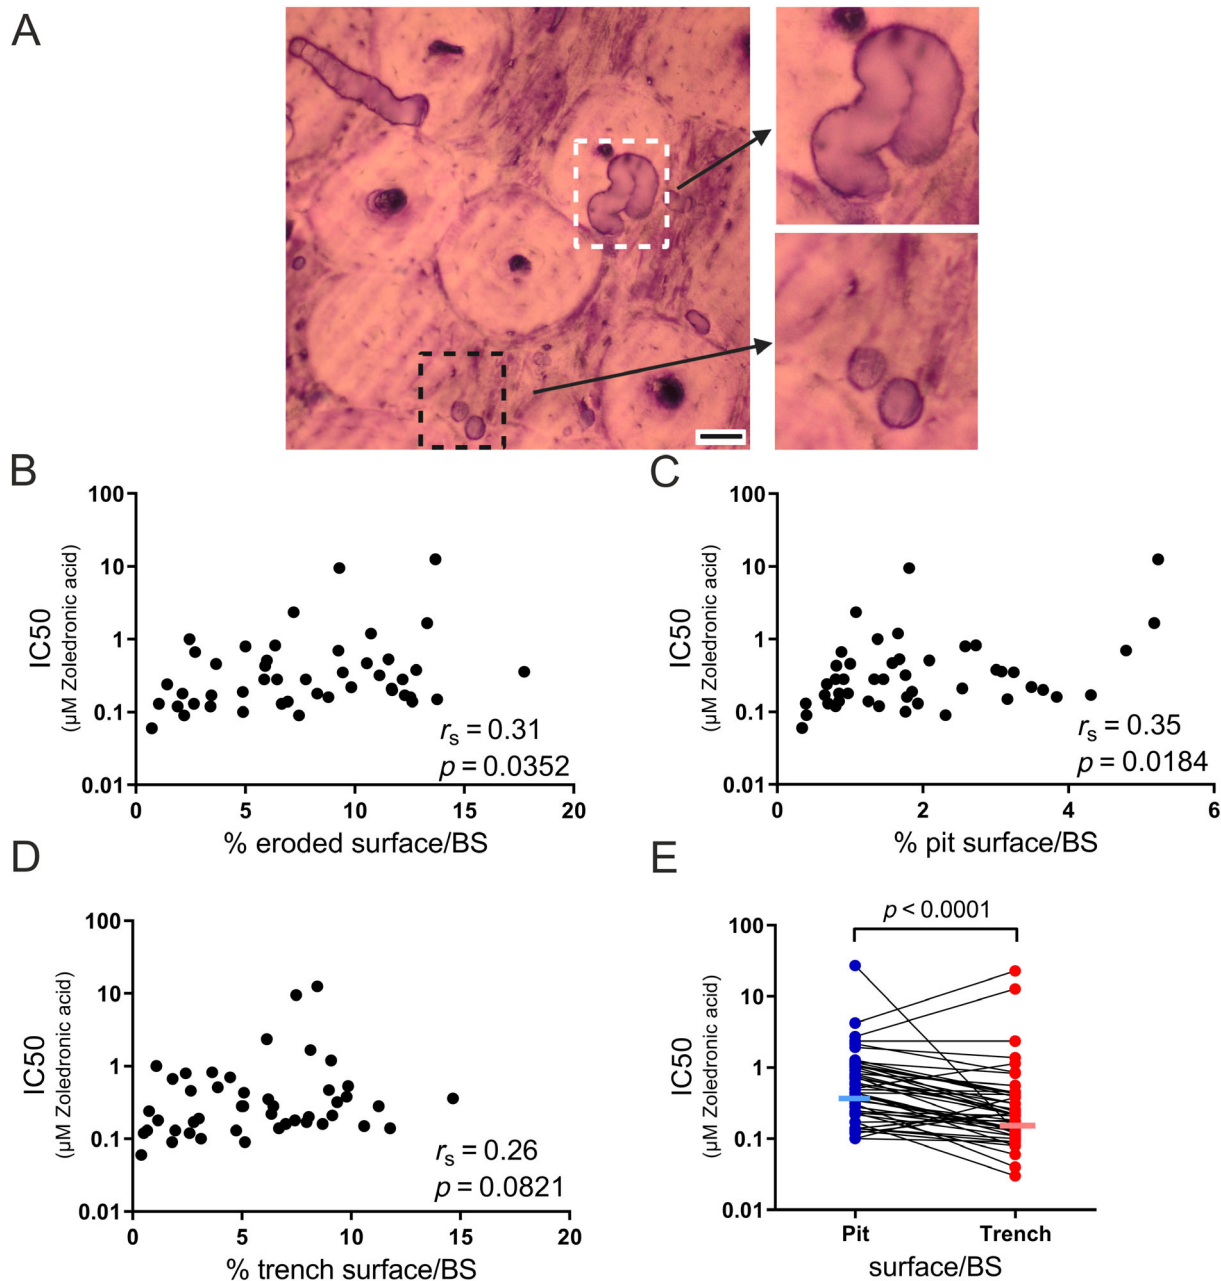 A
B
100
10
1
0.1
0.01
IC50
(µM Zoledronic acid)
0
5
10
15
20
% eroded surface/BS
rs = 0.31
p = 0.0352
C
100
10
1
0.1
0.01
IC50
(µM Zoledronic acid)
0
2
4
6
% pit surface/BS
rs = 0.35
p = 0.0184
D
100
10
1
0.1
0.01
IC50
(µM Zoledronic acid)
0
5
10
15
20
% trench surface/BS
rs = 0.26
p = 0.0821
E
p < 0.0001
100
10
1
0.1
0.01
IC50
(µM Zoledronic acid)
Pit
Trench
surface/BS